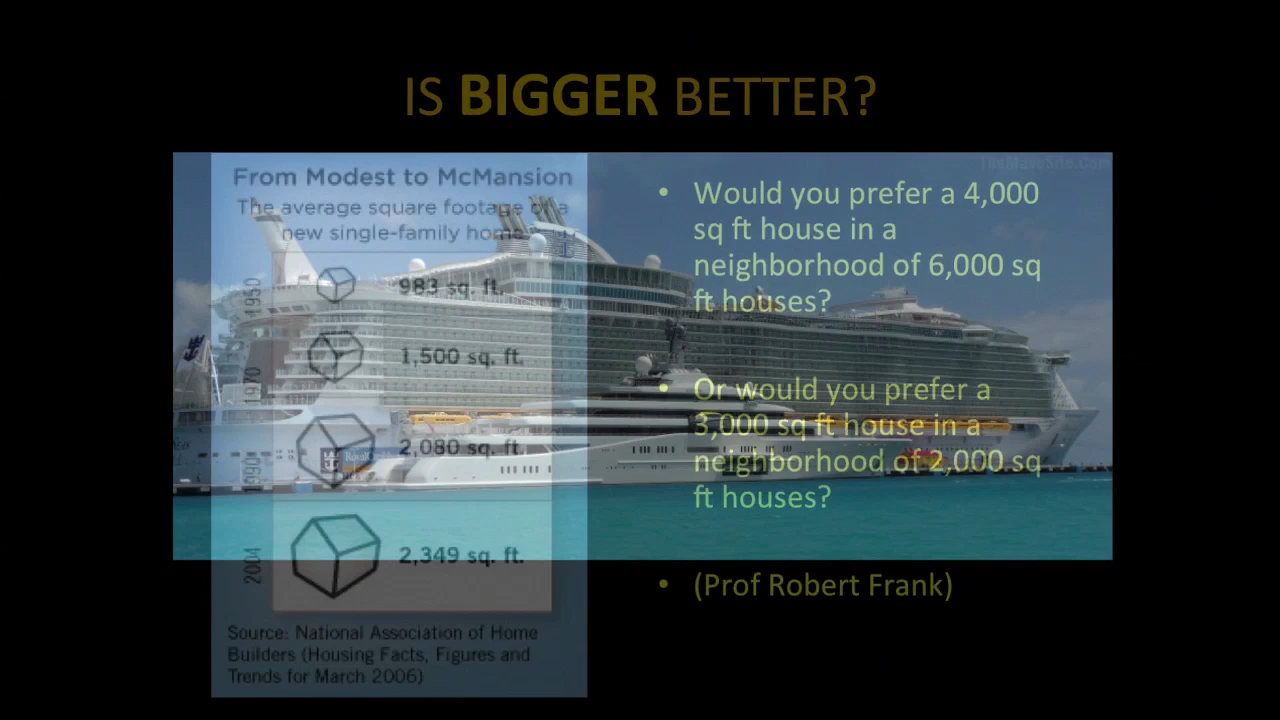 IS BIGGER BETTER?
TheMoveSite.Com
From Modest to McMansion
The average square footage of a
new single-family home
1950
983 sq. ft.
1970
1,500 sq. ft.
1990
2,080 sq. ft.
2004
2,349 sq. ft.
Source: National Association of Home
Builders (Housing Facts, Figures and
Trends for March 2006)
• Would you prefer a 4,000
sq ft house in a
neighborhood of 6,000 sq
ft houses?
• Or would you prefer a
3,000 sq ft house in a
neighborhood of 2,000 sq
ft houses?
• (Prof Robert Frank)